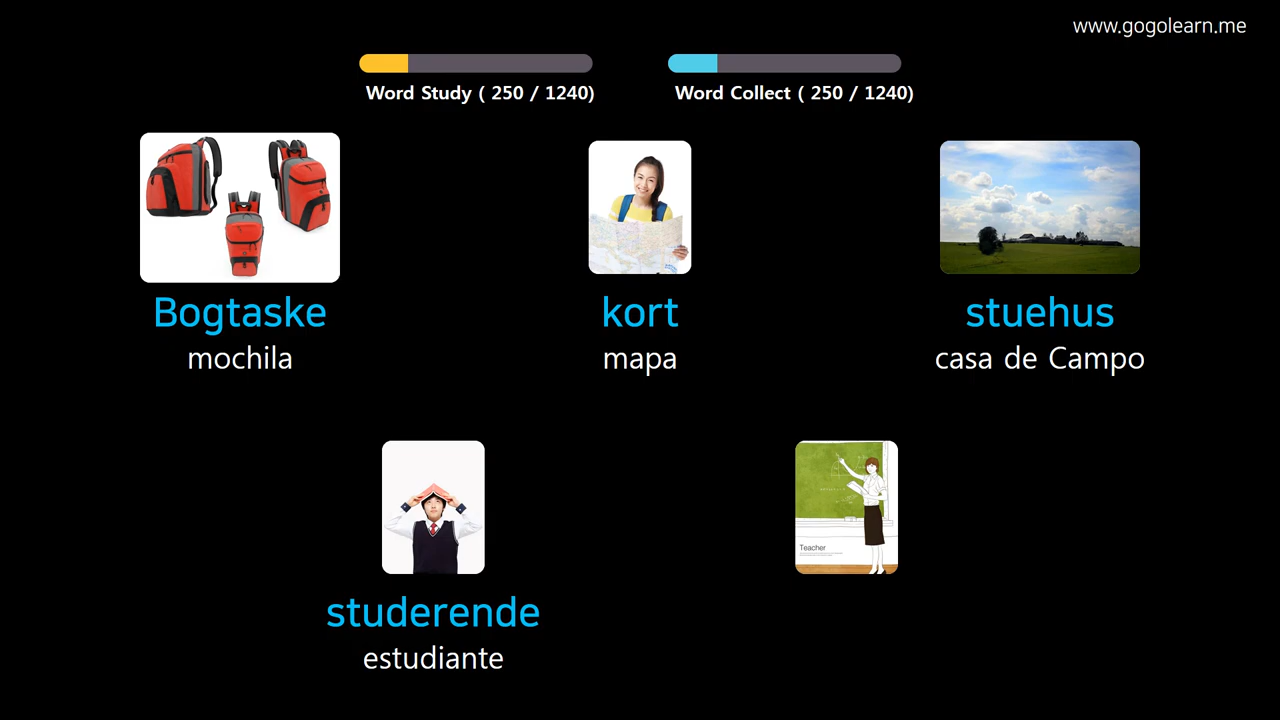 www.gogolearn.me
Word Study ( 250 / 1240)
Word Collect ( 250 / 1240)
Bogtaske
mochila
kort
mapa
stuehus
casa de Campo
studerende
estudiante
Teacher